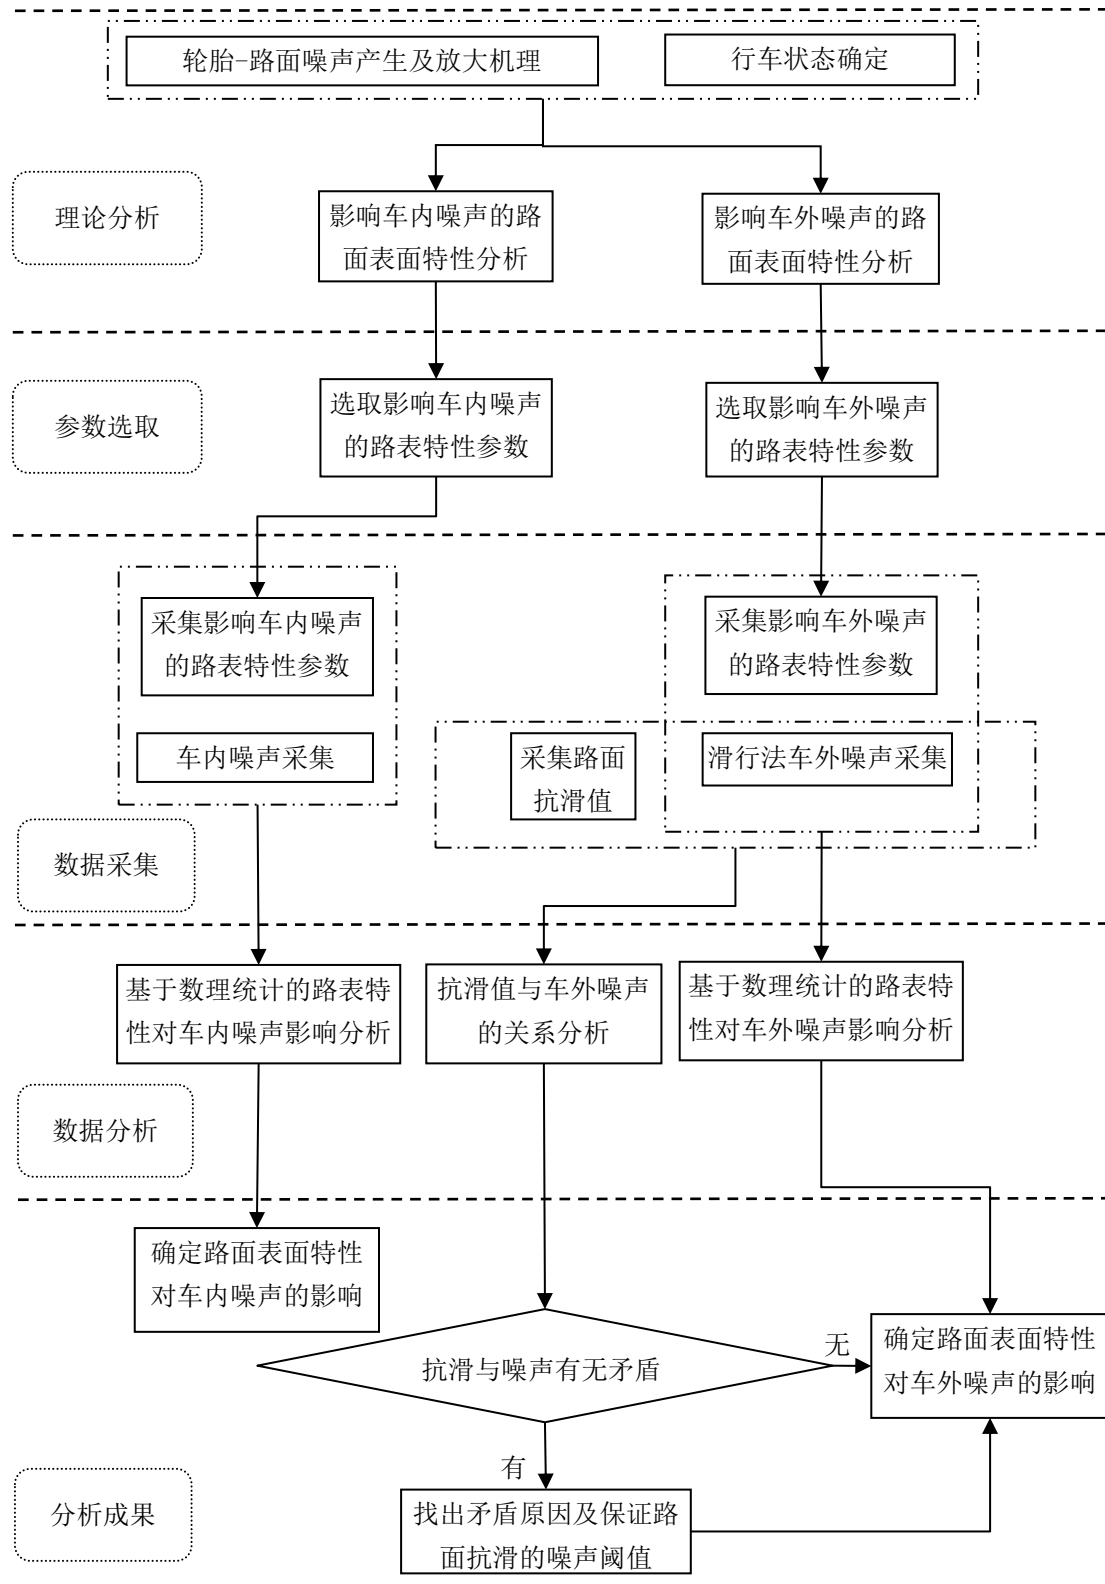 轮胎-路面噪声产生及放大机理
行车状态确定
理论分析
影响车内噪声的路
面表面特性分析
影响车外噪声的路
面表面特性分析
参数选取
选取影响车内噪声
的路表特性参数
选取影响车外噪声
的路表特性参数
采集影响车内噪声
的路表特性参数
采集影响车外噪声
的路表特性参数
车内噪声采集
采集路面
抗滑值
滑行法车外噪声采集
数据采集
基于数理统计的路表特
性对车内噪声影响分析
抗滑值与车外噪声
的关系分析
基于数理统计的路表特
性对车外噪声影响分析
数据分析
确定路面表面特性
对车内噪声的影响
抗滑与噪声有无矛盾
无
确定路面表面特性
对车外噪声的影响
有
分析成果
找出矛盾原因及保证路
面抗滑的噪声阈值